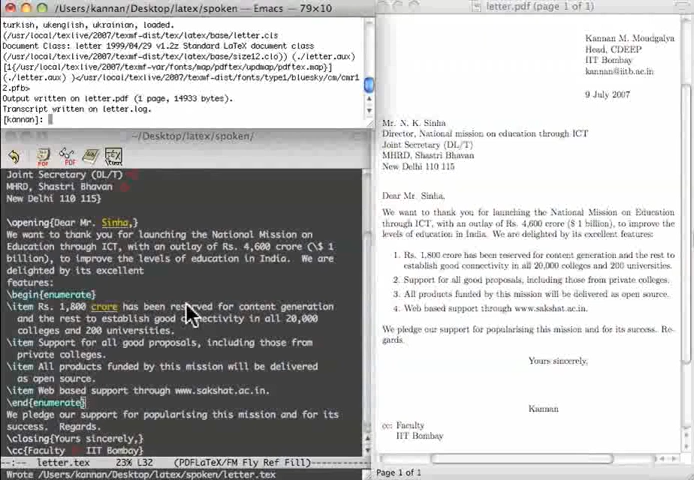 /Users/kannan/Desktop/latex/spoken — Emacs — 79×10
turkish, ukenglish, ukrainian, loaded.
(/usr/local/texlive/2007/texmf-dist/tex/latex/base/letter.cls
Document Class: letter 1999/04/29 v1.2z Standard LaTeX document class
(/usr/local/texlive/2007/texmf-dist/tex/latex/base/size12.clo)) (./letter.aux)
[1{/usr/local/texlive/2007/texmf-var/fonts/map/pdftex/updmap/pdftex.map}]
(./letter.aux) )</usr/local/texlive/2007/texmf-dist/fonts/type1/bluesky/cm/cmr1
2.pfb>
Output written on letter.pdf (1 page, 14933 bytes).
Transcript written on letter.log.
[kannan]:
~/Desktop/latex/spoken/
Joint Secretary (DL/T)
MHRD, Shastri Bhavan
New Delhi 110 115}
\opening{Dear Mr. Sinha,}
We want to thank you for launching the National Mission on
Education through ICT, with an outlay of Rs. 4,600 crore (\$ 1
billion), to improve the levels of education in India.  We are
delighted by its excellent
features:
\begin{enumerate}
\item Rs. 1,800 crore has been reserved for content generation
and the rest to establish good connectivity in all 20,000
colleges and 200 universities.
\item Support for all good proposals, including those from
private colleges.
\item All products funded by this mission will be delivered
as open source.
\item Web based support through www.sakshat.ac.in.
\end{enumerate}
We pledge our support for popularising this mission and for its
success.  Regards.
\closing{Yours sincerely,}
\cc{Faculty IIT Bombay}
--:-- letter.tex 23% L32 (PDFLaTeX/FM Fly Ref Fill)
Wrote /Users/kannan/Desktop/latex/spoken/letter.tex
letter.pdf (page 1 of 1)
Kannan M. Moudgalya
Head, CDEEP
IIT Bombay
kannan@iitb.ac.in
9 July 2007
Mr. N. K. Sinha
Director, National mission on education through ICT
Joint Secretary (DL/T)
MHRD, Shastri Bhavan
New Delhi 110 115
Dear Mr. Sinha,
We want to thank you for launching the National Mission on Education
through ICT, with an outlay of Rs. 4,600 crore ($ 1 billion), to improve the
levels of education in India. We are delighted by its excellent features:
1. Rs. 1,800 crore has been reserved for content generation and the rest to
establish good connectivity in all 20,000 colleges and 200 universities.
2. Support for all good proposals, including those from private colleges.
3. All products funded by this mission will be delivered as open source.
4. Web based support through www.sakshat.ac.in.
We pledge our support for popularising this mission and for its success. Re-
gards.
Yours sincerely,
Kannan
cc: Faculty
IIT Bombay
Page 1 of 1